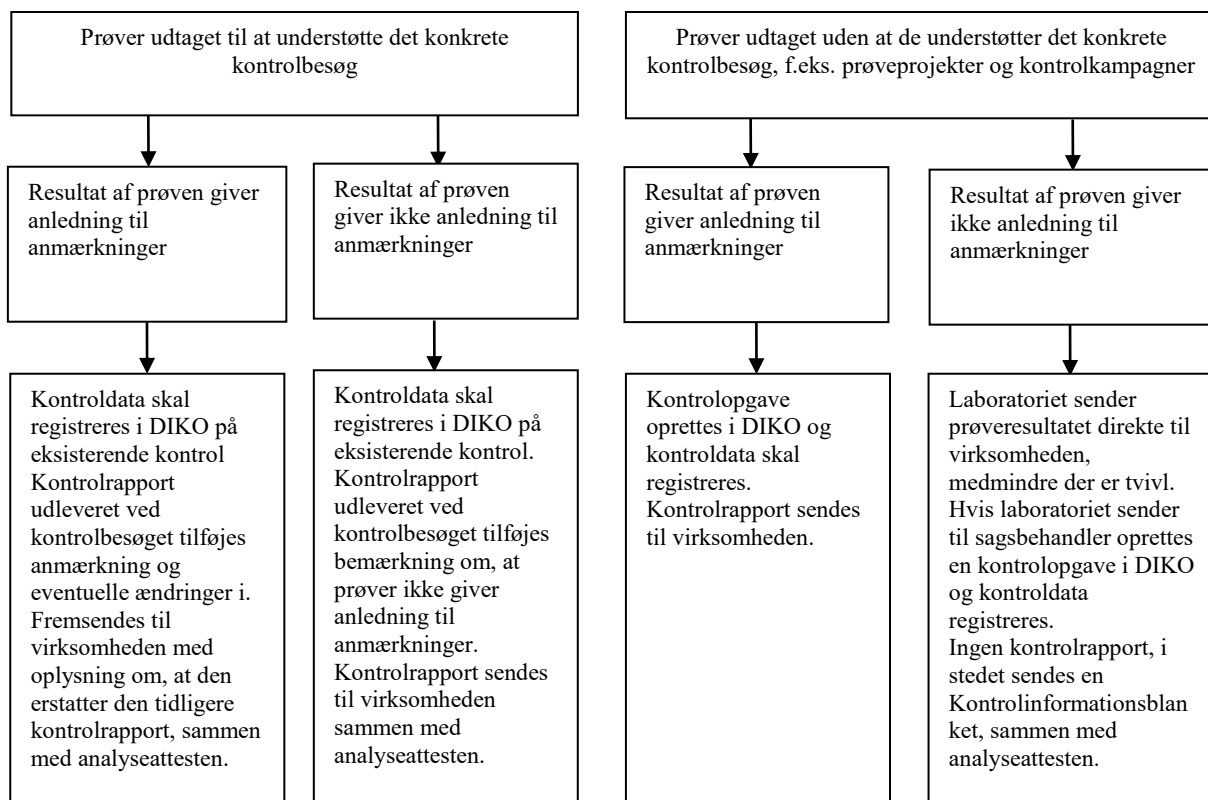 Prøver udtaget til at understøtte det konkrete
kontrolbesøg
Prøver udtaget uden at de understøtter det konkrete
kontrolbesøg, f.eks. prøveprojekter og kontrolkampagner
Resultat af prøven giver
anledning til
anmærkninger
Resultat af prøven
giver ikke anledning til
anmærkninger
Resultat af prøven
giver anledning til
anmærkninger
Resultat af prøven giver
ikke anledning til
anmærkninger
Kontroldata skal
registreres i DIKO på
eksisterende kontrol
Kontrolrapport
udleveret ved
kontrolbesøget tilføjes
anmærkning og
eventuelle ændringer i.
Fremsendes til
virksomheden med
oplysning om, at den
erstatter den tidligere
kontrolrapport, sammen
med analyseattesten.
Kontroldata skal
registreres i DIKO på
eksisterende kontrol.
Kontrolrapport
udleveret ved
kontrolbesøget tilføjes
bemærkning om, at
prøver ikke giver
anledning til
anmærkninger.
Kontrolrapport sendes
til virksomheden
sammen med
analyseattesten.
Kontrolopgave
oprettes i DIKO og
kontroldata skal
registreres.
Kontrolrapport sendes
til virksomheden.
Laboratoriet sender
prøveresultatet direkte til
virksomheden,
medmindre der er tvivl.
Hvis laboratoriet sender
til sagsbehandler oprettes
en kontrolopgave i DIKO
og kontroldata
registreres.
Ingen kontrolrapport, i
stedet sendes en
Kontrolinformationsblan
ket, sammen med
analyseattesten.